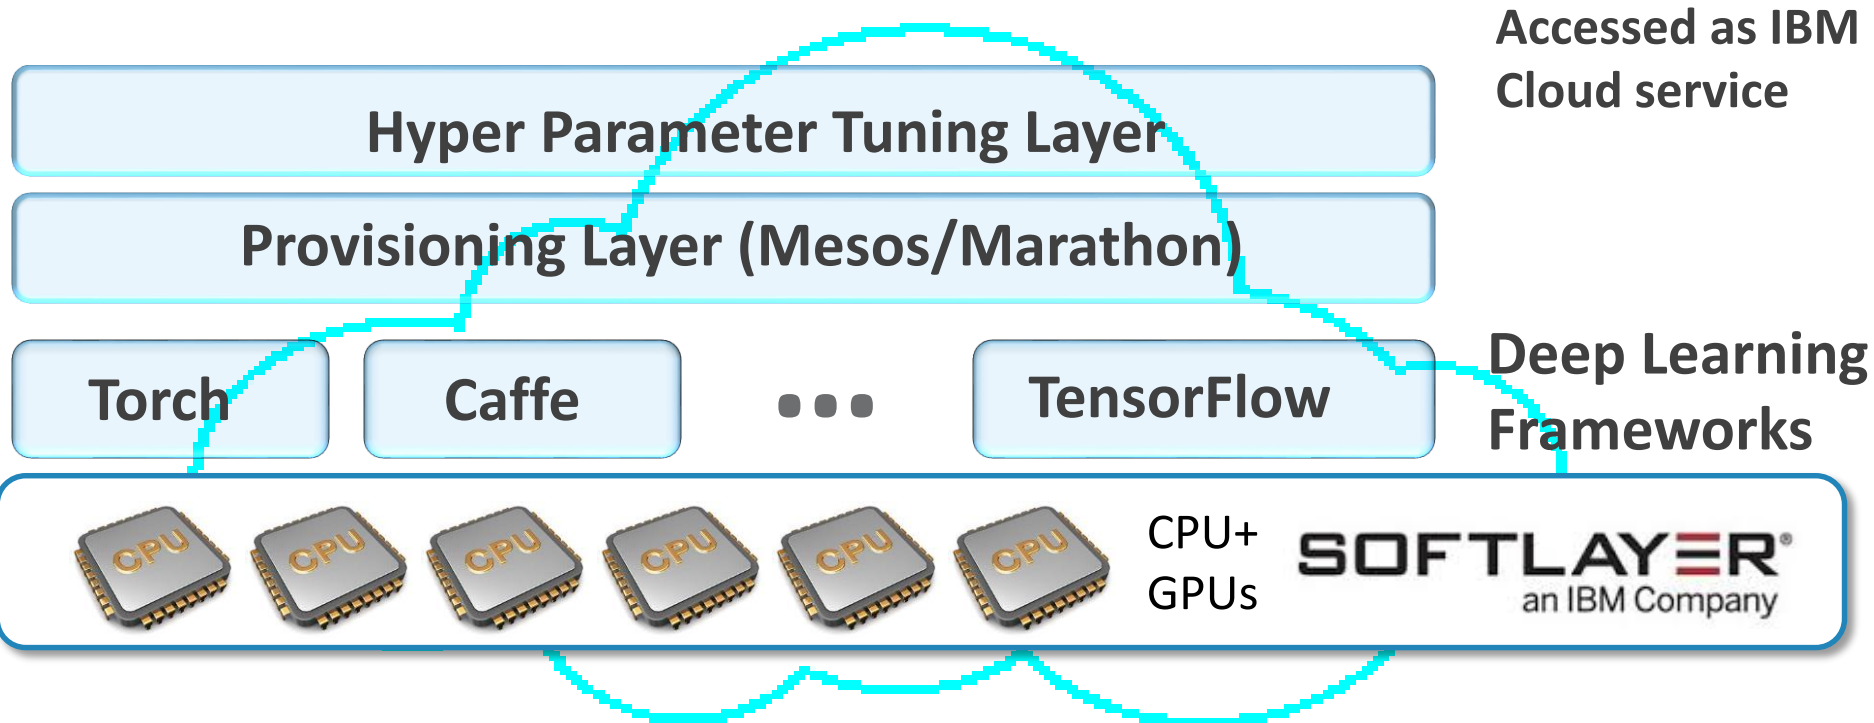 Accessed as IBM
Cloud service
Hyper Parameter Tuning Layer
Provisioning Layer (Mesos/Marathon)
Deep Learning
Frameworks
Torch
Caffe
...
TensorFlow
CPU
CPU
CPU
CPU
CPU
CPU
CPU+
GPUs
SOFTLAYER®
an IBM Company